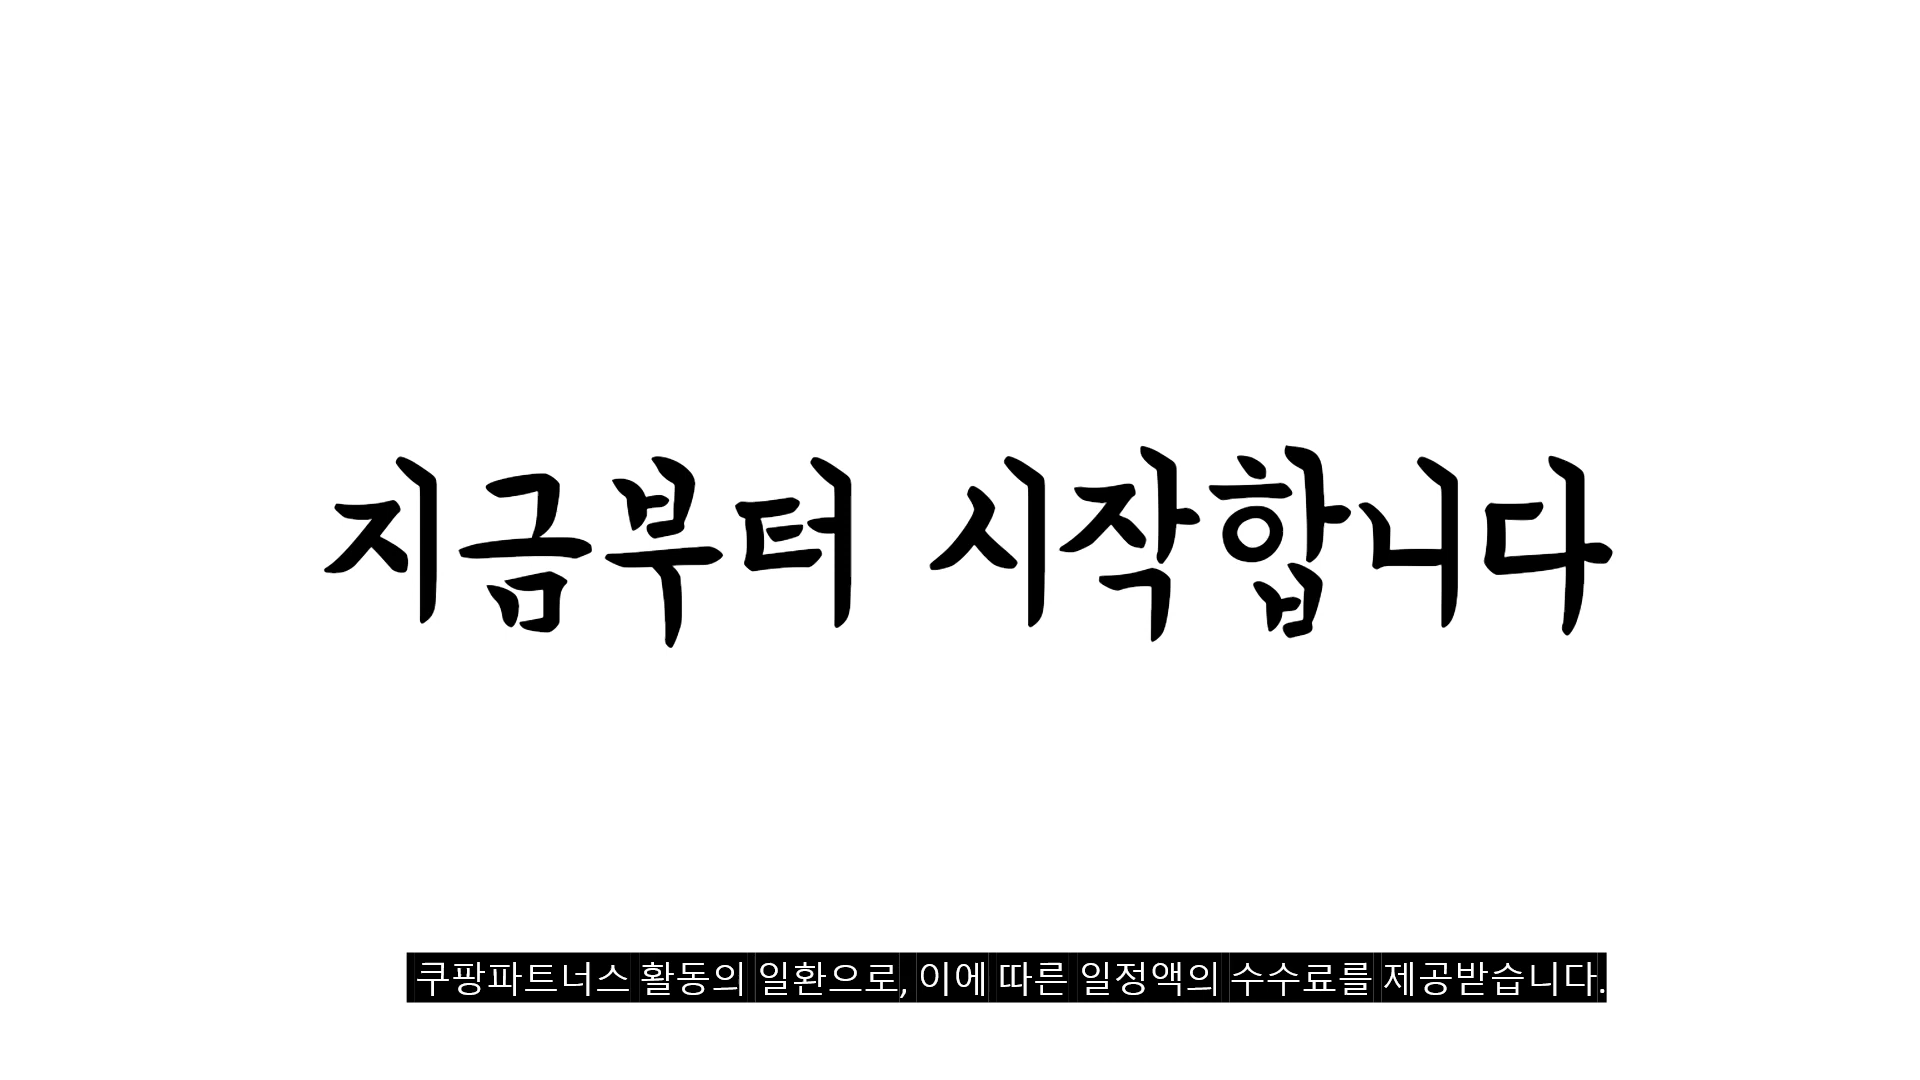 지금부터 시작합니다
쿠팡파트너스 활동의 일환으로, 이에 따른 일정액의 수수료를 제공받습니다.